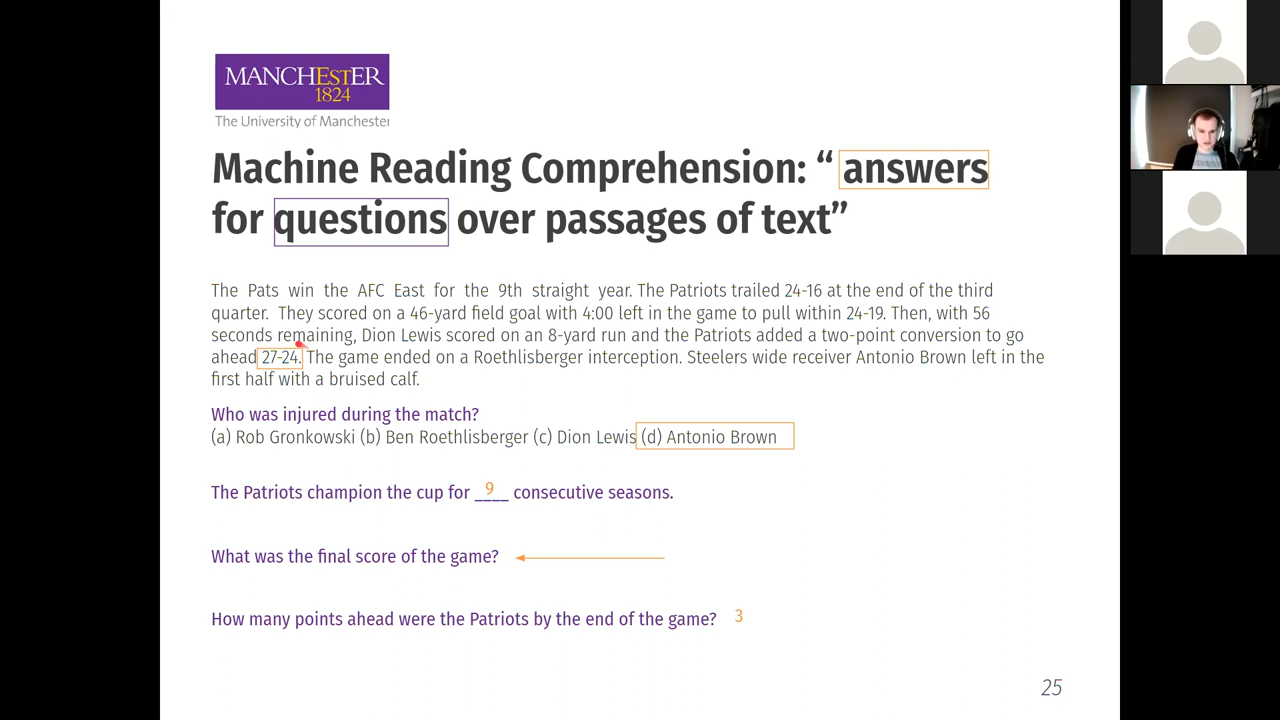 MANCHESTER
1824
The University of Manchester
Machine Reading Comprehension: “ answers
for questions over passages of text”
The Pats win the AFC East for the 9th straight year. The Patriots trailed 24-16 at the end of the third
quarter. They scored on a 46-yard field goal with 4:00 left in the game to pull within 24-19. Then, with 56
seconds remaining, Dion Lewis scored on an 8-yard run and the Patriots added a two-point conversion to go
ahead 27-24. The game ended on a Roethlisberger interception. Steelers wide receiver Antonio Brown left in the
first half with a bruised calf.
Who was injured during the match?
(a) Rob Gronkowski (b) Ben Roethlisberger (c) Dion Lewis (d) Antonio Brown
The Patriots champion the cup for __9__ consecutive seasons.
What was the final score of the game?
How many points ahead were the Patriots by the end of the game? 3
25